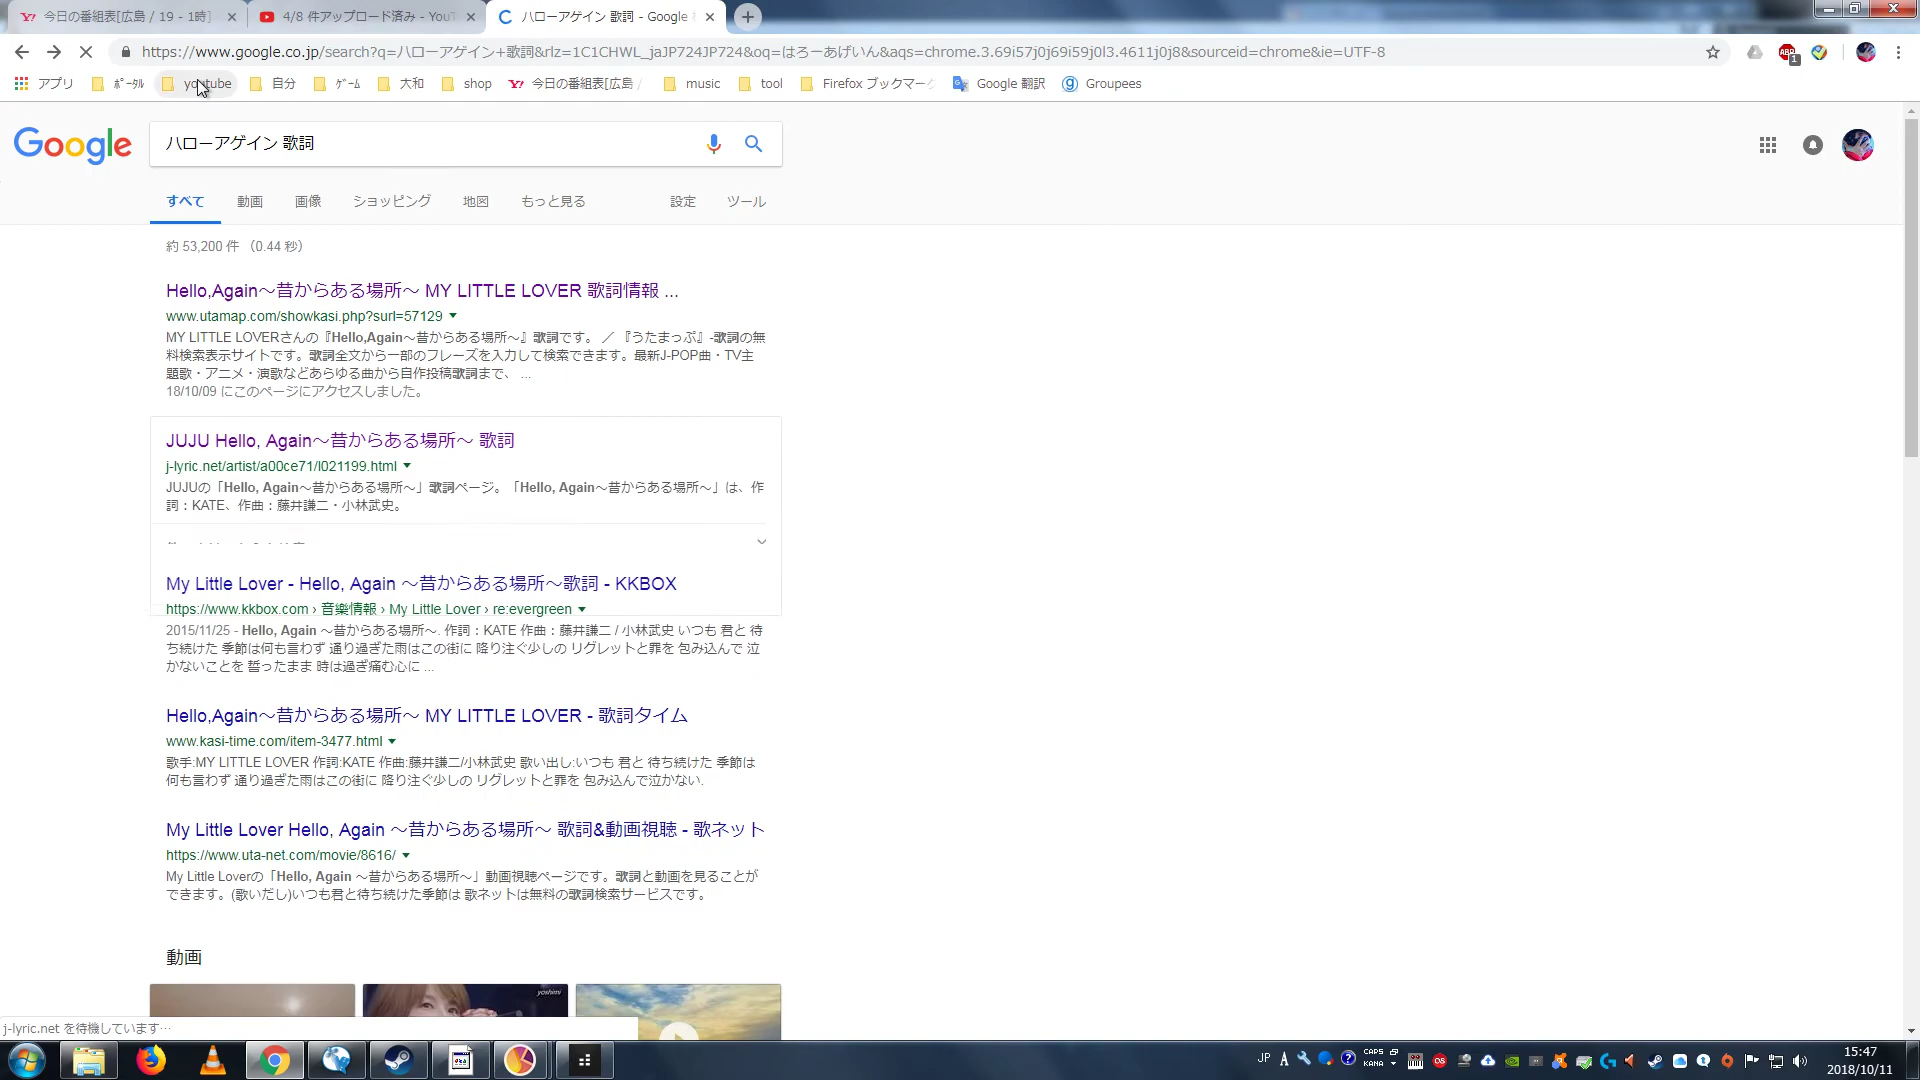 今日の番組表[広島 / 19 - 1時]
4/8 件アップロード済み - YouT
ハローアゲイン 歌詞 - Google
https://www.google.co.jp/search?q=ハローアゲイン+歌詞&rlz=1C1CHWL_jaJP724JP724&oq=はろーあげいん&aqs=chrome.3.69i57j0j69i59j0l3.4611j0j8&sourceid=chrome&ie=UTF-8
アプリ ポータル youtube 自分 ゲーム 大和 shop 今日の番組表[広島 / music tool Firefox ブックマーク Google 翻訳 Groupees
Google
ハローアゲイン 歌詞
すべて 動画 画像 ショッピング 地図 もっと見る 設定 ツール
約 53,200 件 （0.44 秒）
Hello,Again～昔からある場所～ MY LITTLE LOVER 歌詞情報 ...
www.utamap.com/showkasi.php?surl=57129
MY LITTLE LOVERさんの『Hello,Again～昔からある場所～』歌詞です。 ／ 『うたまっぷ』-歌詞の無
料検索表示サイトです。歌詞全文から一部のフレーズを入力して検索できます。最新J-POP曲・TV主
題歌・アニメ・演歌などあらゆる曲から自作投稿歌詞まで、 ...
18/10/09 にこのページにアクセスしました。
JUJU Hello, Again～昔からある場所～ 歌詞
j-lyric.net/artist/a00ce71/l021199.html
JUJUの「Hello, Again～昔からある場所～」歌詞ページ。「Hello, Again～昔からある場所～」は、作
詞：KATE、作曲：藤井謙二・小林武史。
My Little Lover - Hello, Again ～昔からある場所～歌詞 - KKBOX
https://www.kkbox.com › 音樂情報 › My Little Lover › re:evergreen
2015/11/25 - Hello, Again ～昔からある場所～. 作詞：KATE 作曲：藤井謙二 / 小林武史 いつも 君と 待
ち続けた 季節は何も言わず 通り過ぎた雨はこの街に 降り注ぐ少しの リグレットと罪を 包み込んで 泣
かないことを 誓ったまま 時は過ぎ痛む心に ...
Hello,Again～昔からある場所～ MY LITTLE LOVER - 歌詞タイム
www.kasi-time.com/item-3477.html
歌手:MY LITTLE LOVER 作詞:KATE 作曲:藤井謙二/小林武史 歌い出し:いつも 君と 待ち続けた 季節は
何も言わず 通り過ぎた雨はこの街に 降り注ぐ少しの リグレットと罪を 包み込んで泣かない.
My Little Lover Hello, Again ～昔からある場所～ 歌詞&動画視聴 - 歌ネット
https://www.uta-net.com/movie/8616/
My Little Loverの「Hello, Again ～昔からある場所～」動画視聴ページです。歌詞と動画を見ることが
できます。(歌いだし)いつも君と待ち続けた季節は 歌ネットは無料の歌詞検索サービスです。
動画
yoshimi
j-lyric.net を待機しています…
JP A CAPS KANA
15:47
2018/10/11